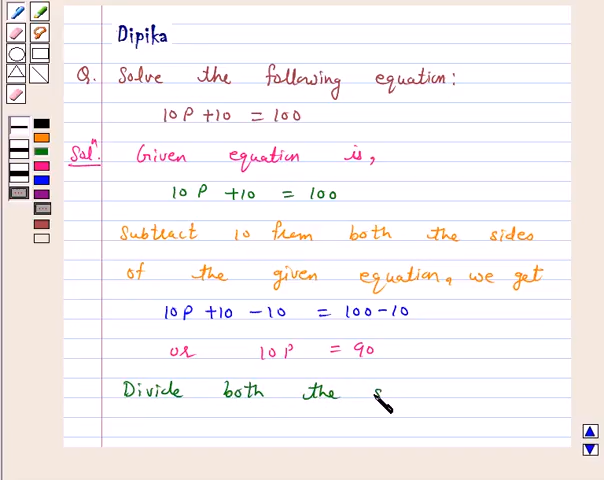 Dipika
Q. Solve the following equation:
10P +10 = 100
Solⁿ. Given equation is,
10P +10 = 100
Subtract 10 from both the sides
of the given equation, we get
10P +10 -10 = 100-10
or 10P = 90
Divide both the s